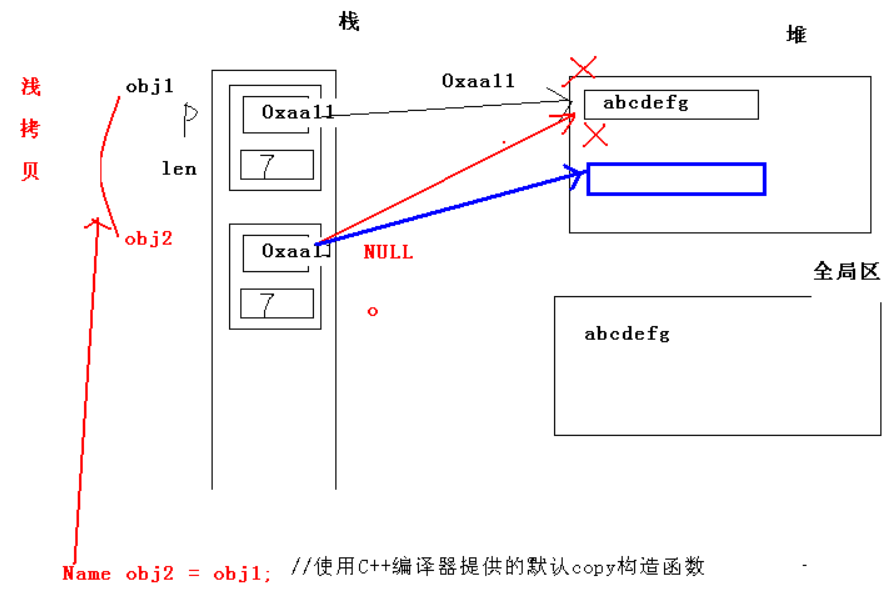 栈
堆
浅
拷
贝
obj1
p
0xaa11
len
7
0xaa11
abcdefg
obj2
0xaa11
NULL
7
o
全局区
abcdefg
Name obj2 = obj1; //使用C++编译器提供的默认copy构造函数